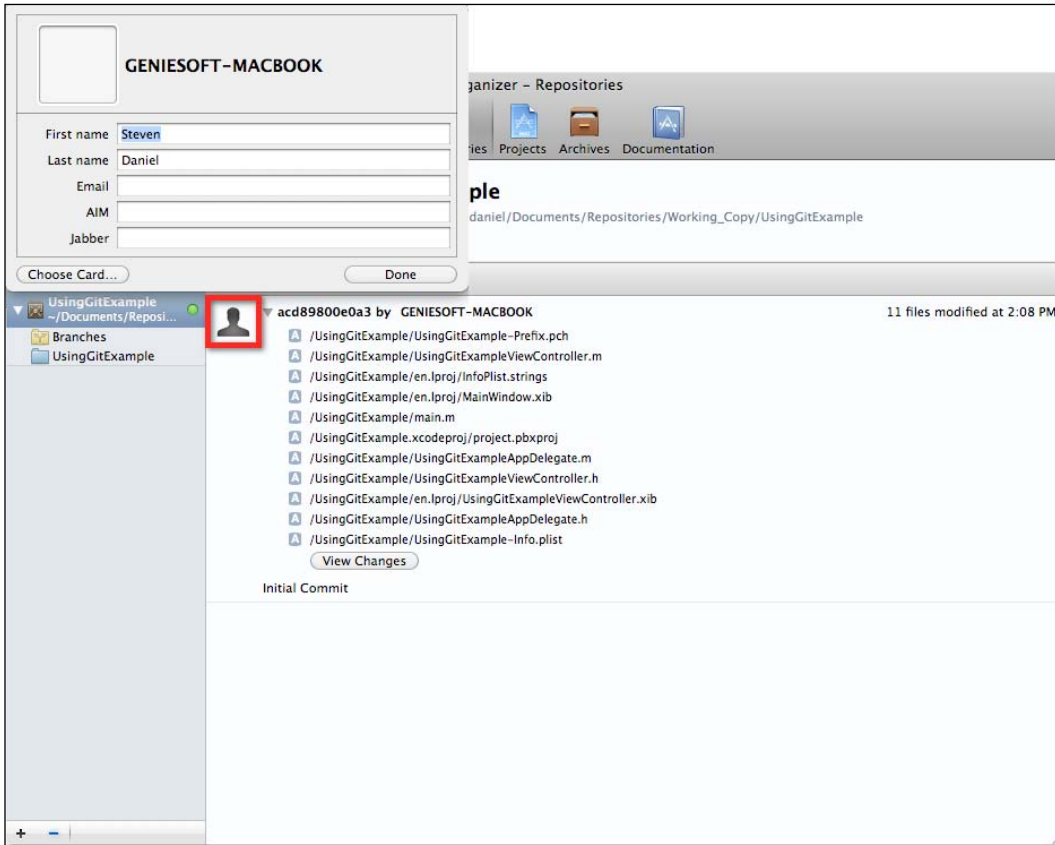 GENIESOFT-MACBOOK
First name Steven
Last name Daniel
Email
AIM
Jabber
Choose Card... Done
ganizer – Repositories
ies Projects Archives Documentation
ple
daniel/Documents/Repositories/Working_Copy/UsingGitExample
UsingGitExample
~/Documents/Reposi...
Branches
UsingGitExample
acd89800e0a3 by GENIESOFT-MACBOOK 11 files modified at 2:08 PM
A /UsingGitExample/UsingGitExample-Prefix.pch
A /UsingGitExample/UsingGitExampleViewController.m
A /UsingGitExample/en.lproj/InfoPlist.strings
A /UsingGitExample/en.lproj/MainWindow.xib
A /UsingGitExample/main.m
A /UsingGitExample.xcodeproj/project.pbxproj
A /UsingGitExample/UsingGitExampleAppDelegate.m
A /UsingGitExample/UsingGitExampleViewController.h
A /UsingGitExample/en.lproj/UsingGitExampleViewController.xib
A /UsingGitExample/UsingGitExampleAppDelegate.h
A /UsingGitExample/UsingGitExample-Info.plist
View Changes
Initial Commit